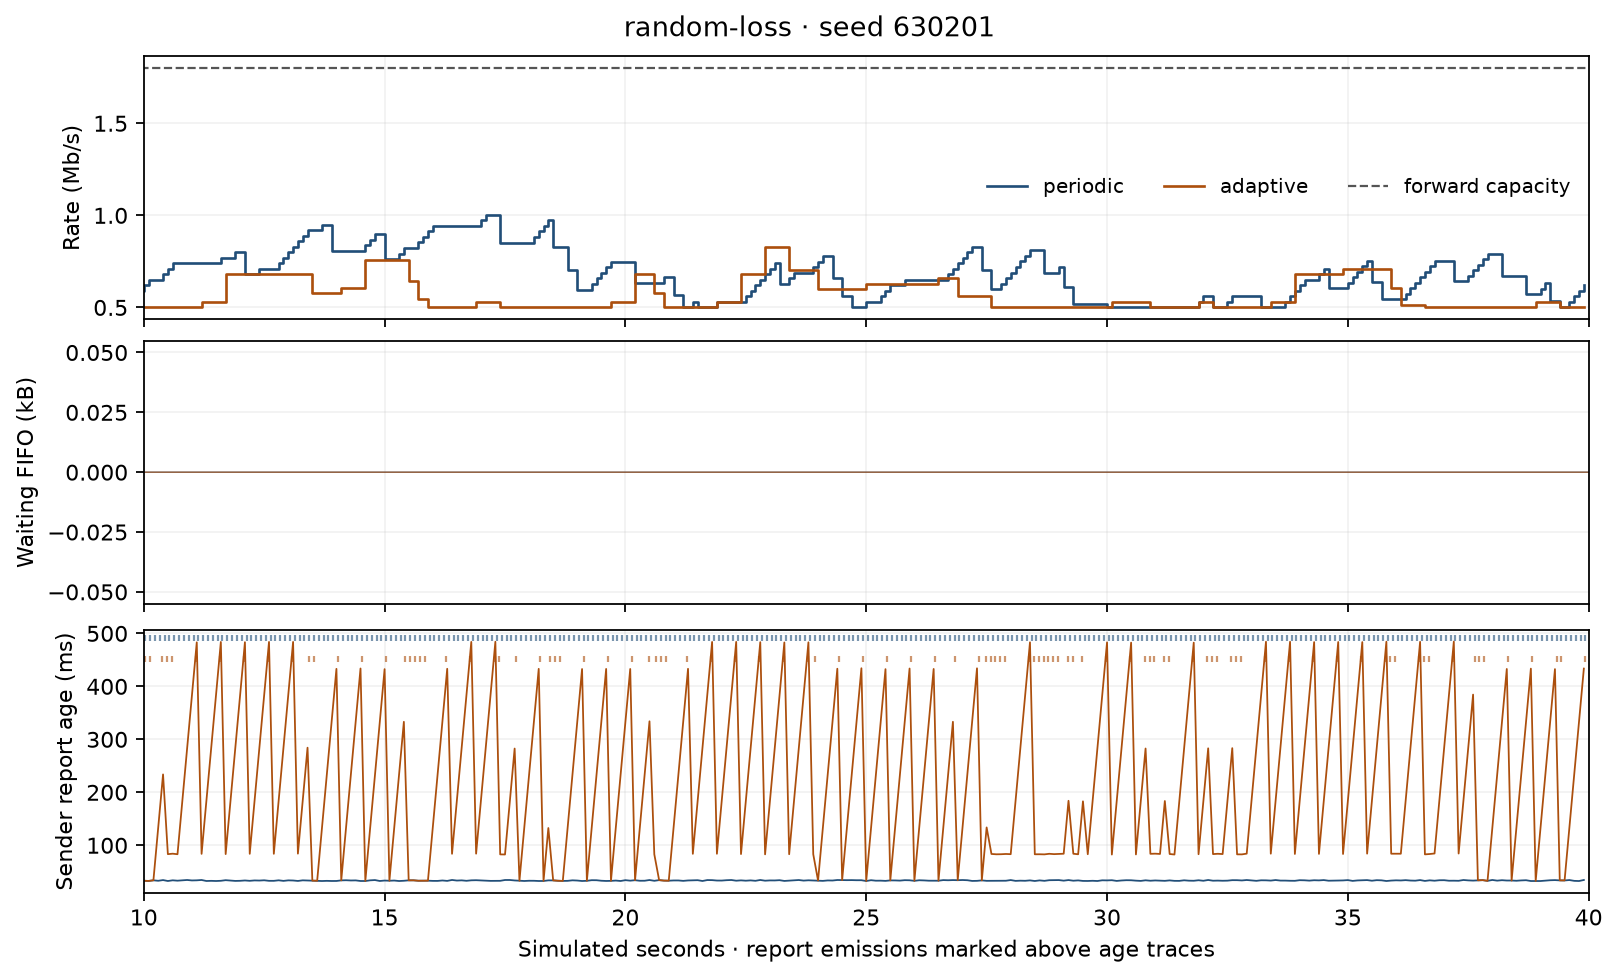 random-loss · seed 630201
Rate (Mb/s)
1.5
1.0
0.5
periodic
adaptive
forward capacity
Waiting FIFO (kB)
0.050
0.025
0.000
−0.025
−0.050
Sender report age (ms)
500
400
300
200
100
10 15 20 25 30 35 40
Simulated seconds · report emissions marked above age traces